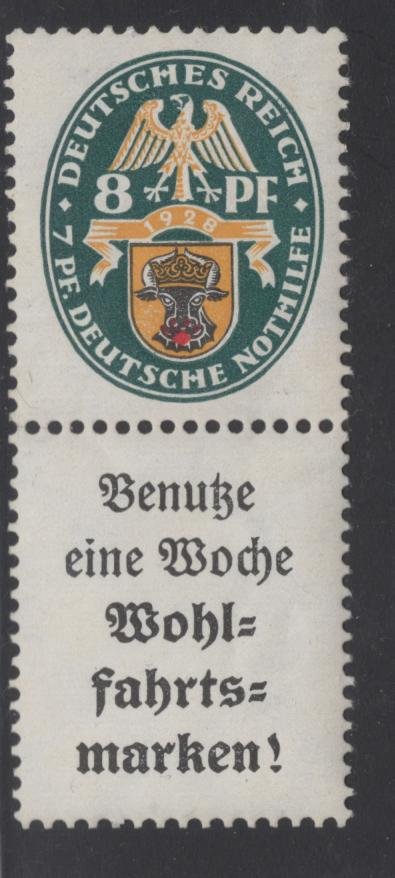 DEUTSCHES REICH
8 PF
1928
7 PF. DEUTSCHE NOTHILFE
Benutze
eine Woche
Wohl-
fahrts-
marken!